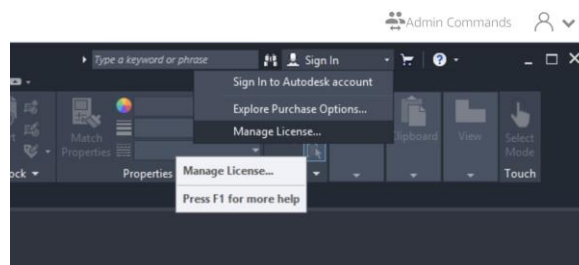 Admin Commands
Type a keyword or phrase
Sign In
Sign In to Autodesk account
Explore Purchase Options...
Manage License...
Match
Properties
Clipboard
View
Select
Mode
ock
Properties
Touch
Manage License...
Press F1 for more help